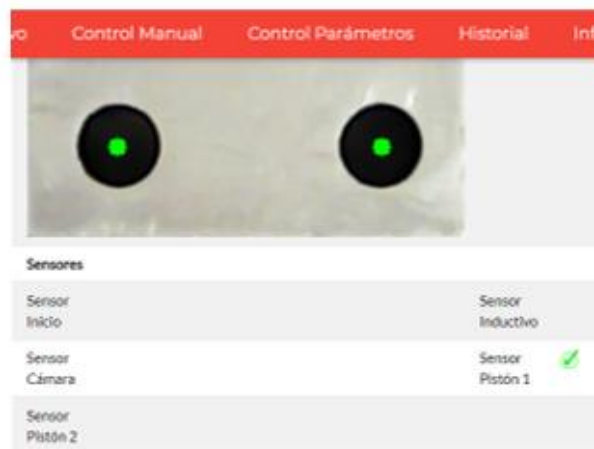 Control Manual Control Parámetros Historial
Sensores
Sensor
Inicio
Sensor
Inductivo
Sensor
Cámara
Sensor
Pistón 1
Sensor
Pistón 2